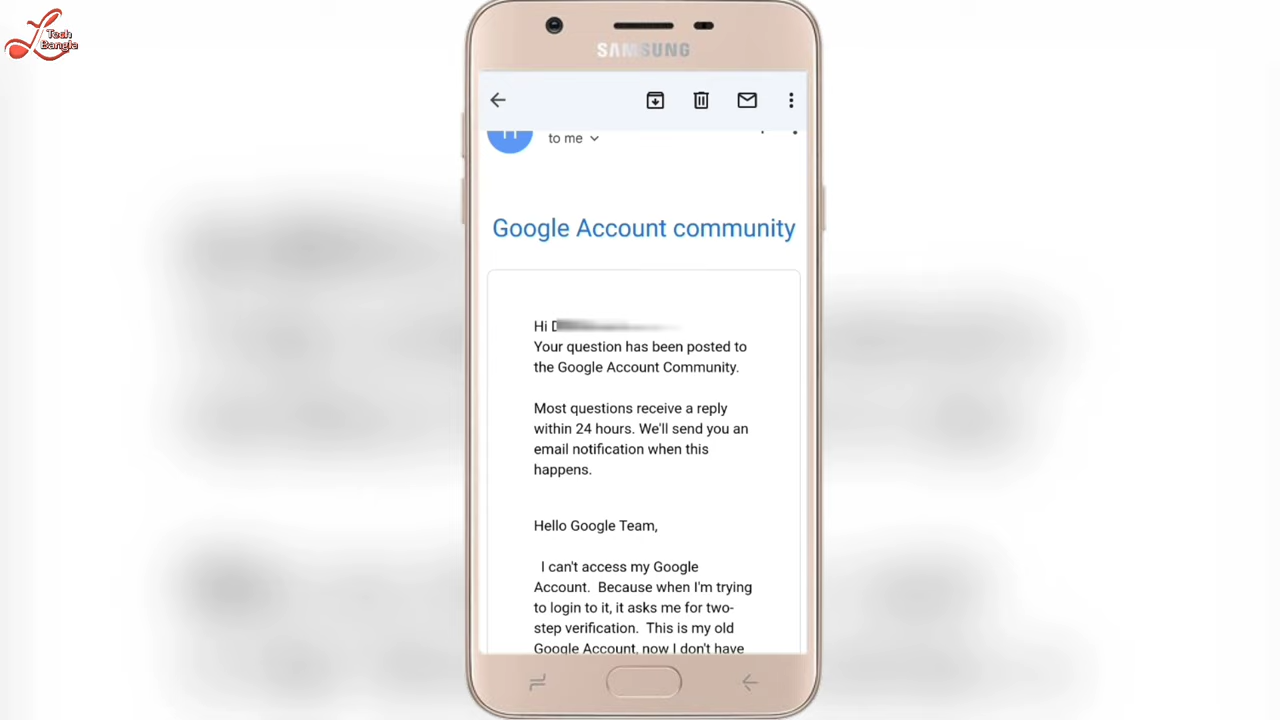 Tech
Bangla
SAMSUNG
to me
Google Account community
Hi
Your question has been posted to
the Google Account Community.
Most questions receive a reply
within 24 hours. We'll send you an
email notification when this
happens.
Hello Google Team,
I can't access my Google
Account. Because when I'm trying
to login to it, it asks me for two-
step verification. This is my old
Google Account, now I don't have